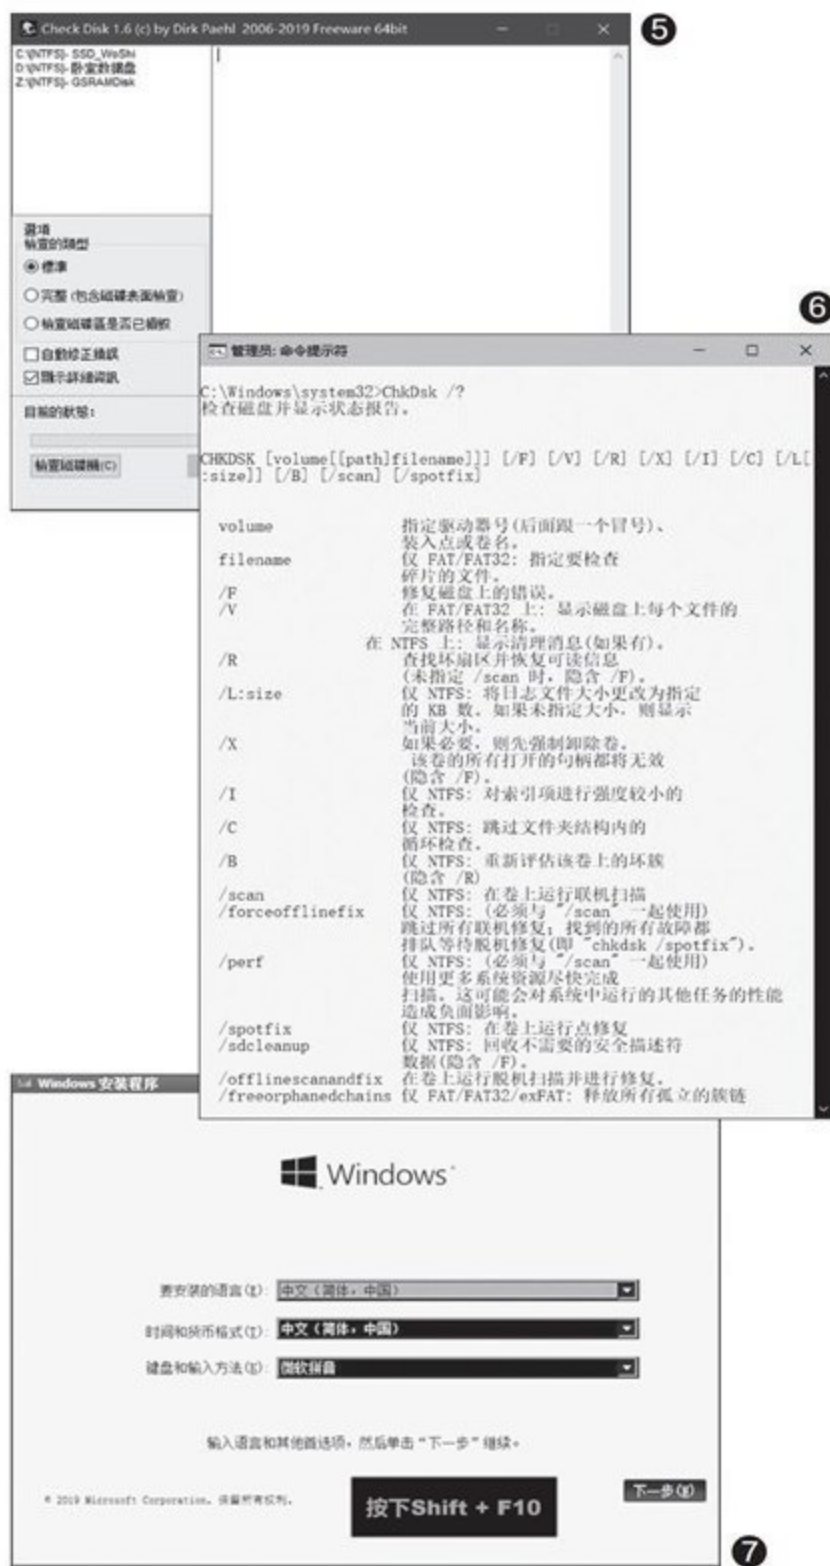 Check Disk 1.6 (c) by Dirk Paehl 2006-2019 Freeware 64bit
❺
C:\[NTFS]- SSD_WoShi
D:\[NTFS]- 卧室数据盘
Z:\[NTFS]- GSRAMDisk
選項
檢查的類型
標準
完整 (包含磁碟表面檢查)
檢查磁碟區是否已損毀
自動修正錯誤
顯示詳細資訊
目前的狀態:
檢查磁碟機(C)
❻
管理员: 命令提示符
C:\Windows\system32>ChkDsk /?
检查磁盘并显示状态报告。
CHKDSK [volume[[path]filename]]] [/F] [/V] [/R] [/X] [/I] [/C] [/L[
:size]] [/B] [/scan] [/spotfix]
volume 指定驱动器号(后面跟一个冒号)、
装入点或卷名。
filename 仅 FAT/FAT32: 指定要检查
碎片的文件。
/F 修复磁盘上的错误。
/V 在 FAT/FAT32 上: 显示磁盘上每个文件的
完整路径和名称。
在 NTFS 上: 显示清理消息(如果有)。
/R 查找坏扇区并恢复可读信息
(未指定 /scan 时，隐含 /F)。
/L:size 仅 NTFS: 将日志文件大小更改为指定
的 KB 数。如果未指定大小，则显示
当前大小。
/X 如果必要，则先强制卸除卷。
该卷的所有打开的句柄都将无效
(隐含 /F)。
/I 仅 NTFS: 对索引项进行强度较小的
检查。
/C 仅 NTFS: 跳过文件夹结构内的
循环检查。
/B 仅 NTFS: 重新评估该卷上的坏簇
(隐含 /R)
/scan 仅 NTFS: 在卷上运行联机扫描
/forceofflinefix 仅 NTFS: (必须与 "/scan" 一起使用)
跳过所有联机修复; 找到的所有故障都
排队等待脱机修复(即 "chkdsk /spotfix")。
/perf 仅 NTFS: (必须与 "/scan" 一起使用)
使用更多系统资源尽快完成
扫描。这可能会对系统中运行的其他任务的性能
造成负面影响。
/spotfix 仅 NTFS: 在卷上运行点修复
/sdcleanup 仅 NTFS: 回收不需要的安全描述符
数据(隐含 /F)。
/offlinescanandfix 在卷上运行脱机扫描并进行修复。
/freeorphanedchains 仅 FAT/FAT32/exFAT: 释放所有孤立的簇链
Windows 安装程序
Windows
要安装的语言(E): 中文(简体，中国)
时间和货币格式(T): 中文(简体，中国)
键盘和输入方法(K): 微软拼音
输入语言和其他首选项，然后单击“下一步”继续。
© 2019 Microsoft Corporation。保留所有权利。
按下Shift + F10
下一步(N)
❼